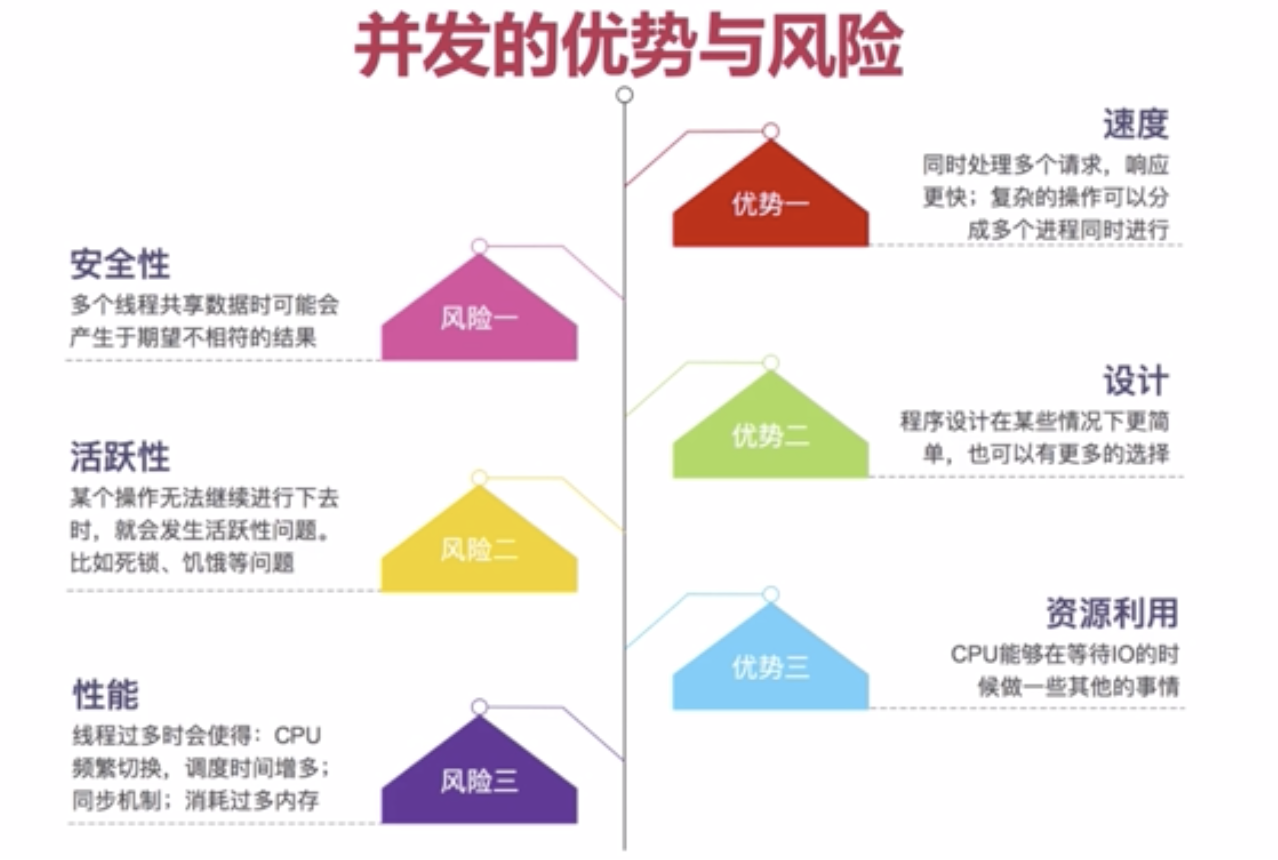 并发的优势与风险
优势一
速度
同时处理多个请求，响应
更快；复杂的操作可以分
成多个进程同时进行
风险一
安全性
多个线程共享数据时可能会
产生于期望不相符的结果
优势二
设计
程序设计在某些情况下更简
单，也可以有更多的选择
风险二
活跃性
某个操作无法继续进行下去
时，就会发生活跃性问题。
比如死锁、饥饿等问题
优势三
资源利用
CPU能够在等待IO的时
候做一些其他的事情
风险三
性能
线程过多时会使得：CPU
频繁切换，调度时间增多；
同步机制；消耗过多内存